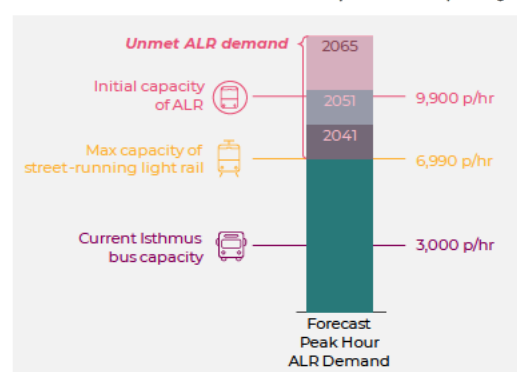 Unmet ALR demand
2065
Initial capacity
of ALR
2051
9,900 p/hr
2041
Max capacity of
street-running light rail
6,990 p/hr
Current Isthmus
bus capacity
3,000 p/hr
Forecast
Peak Hour
ALR Demand